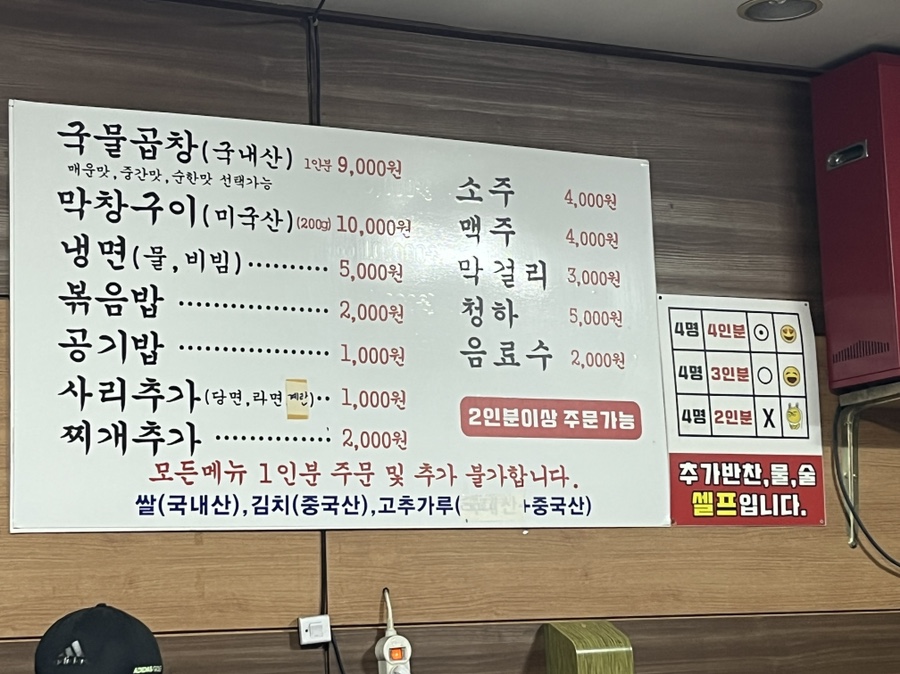 국물곱창(국내산) 1인분 9,000원
매운맛, 중간맛, 순한맛 선택가능
막창구이(미국산)(200g) 10,000원
냉면(물,비빔)·········· 5,000원
볶음밥 ·················· 2,000원
공기밥 ·················· 1,000원
사리추가(당면,라면 계란)·· 1,000원
찌개추가 ·············· 2,000원
소주 4,000원
맥주 4,000원
막걸리 3,000원
청하 5,000원
음료수 2,000원
2인분이상 주문가능
모든메뉴 1인분 주문 및 추가 불가합니다.
쌀(국내산),김치(중국산),고추가루(국내산+중국산)
4명 4인분 ⊙ 😍
4명 3인분 ○ 😄
4명 2인분 X
추가반찬,물,술
셀프입니다.
adidas